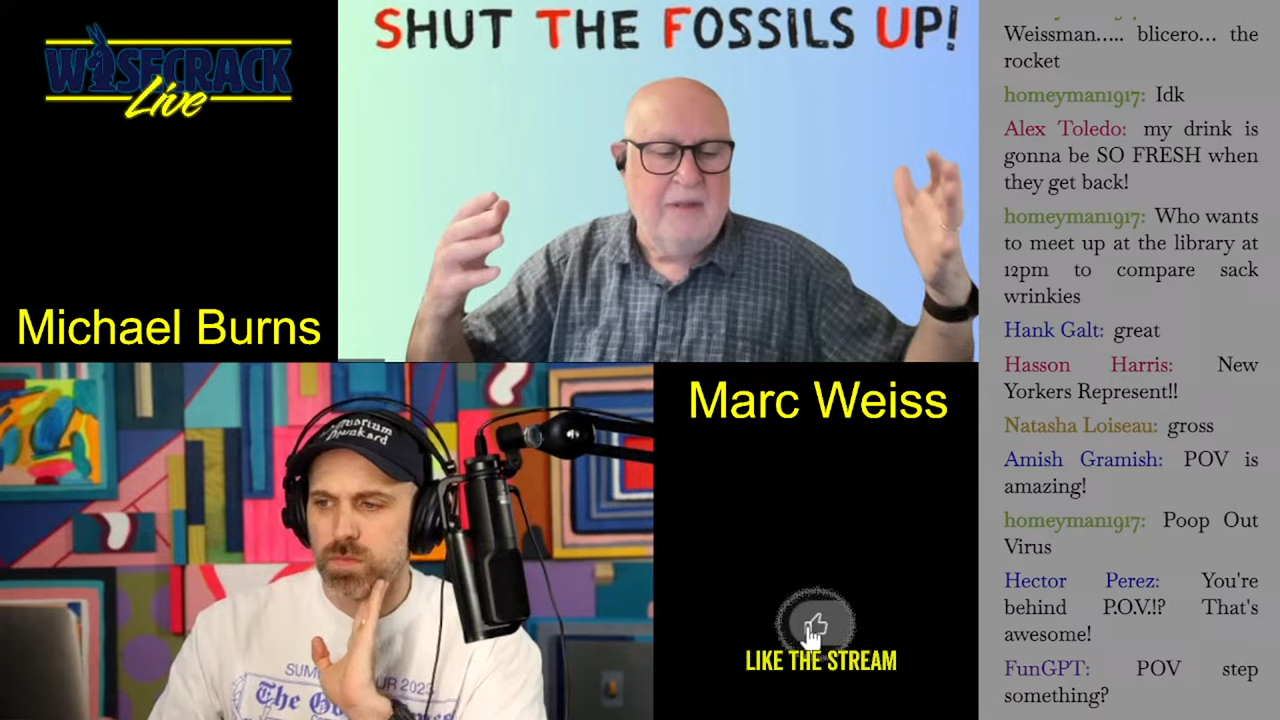 WISECRACK
Live
SHUT THE FOSSILS UP!
Michael Burns
Marc Weiss
Drunkard
The
LIKE THE STREAM
Weissman..... blicero... the
rocket
homeyman1917: Idk
Alex Toledo: my drink is
gonna be SO FRESH when
they get back!
homeyman1917: Who wants
to meet up at the library at
12pm to compare sack
wrinkies
Hank Galt: great
Hasson Harris: New
Yorkers Represent!!
Natasha Loiseau: gross
Amish Gramish: POV is
amazing!
homeyman1917: Poop Out
Virus
Hector Perez: You're
behind P.O.V.!? That's
awesome!
FunGPT: POV step
something?